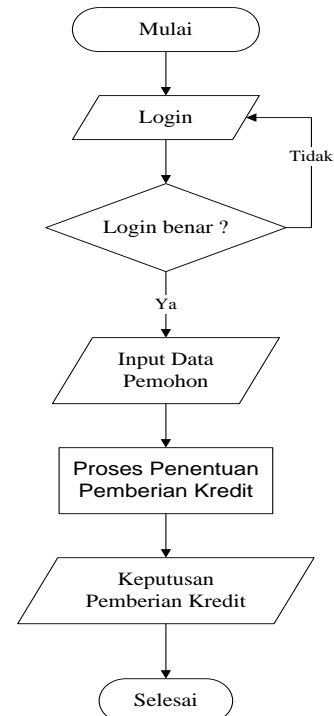 Mulai
Login
Tidak
Login benar ?
Ya
Input Data
Pemohon
Proses Penentuan
Pemberian Kredit
Keputusan
Pemberian Kredit
Selesai